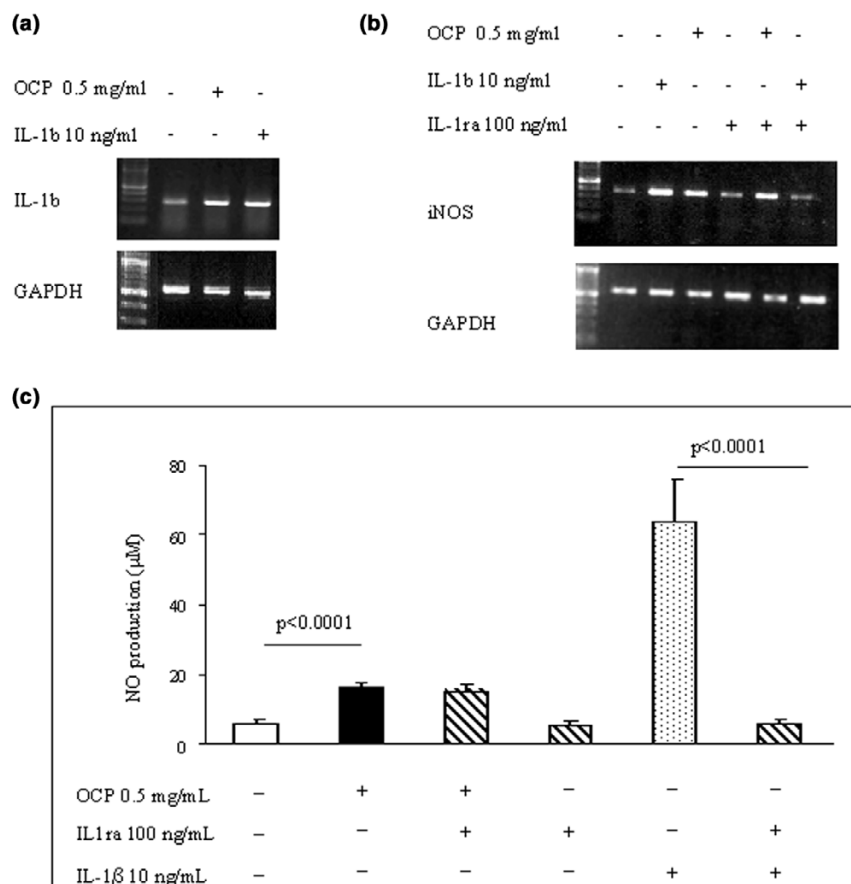 (a)
OCP 0.5 mg/ml - + -
IL-1b 10 ng/ml - - +
IL-1b
GAPDH
(b)
OCP 0.5 mg/ml - - + - + -
IL-1b 10 ng/ml - + - - - +
IL-1ra 100 ng/ml - - - + + +
iNOS
GAPDH
(c)
NO production (µM)
80
60
40
20
0
p<0.0001
p<0.0001
OCP 0.5 mg/mL – + + – – –
IL1ra 100 ng/mL – – + + – +
IL-1β 10 ng/mL – – – – + +